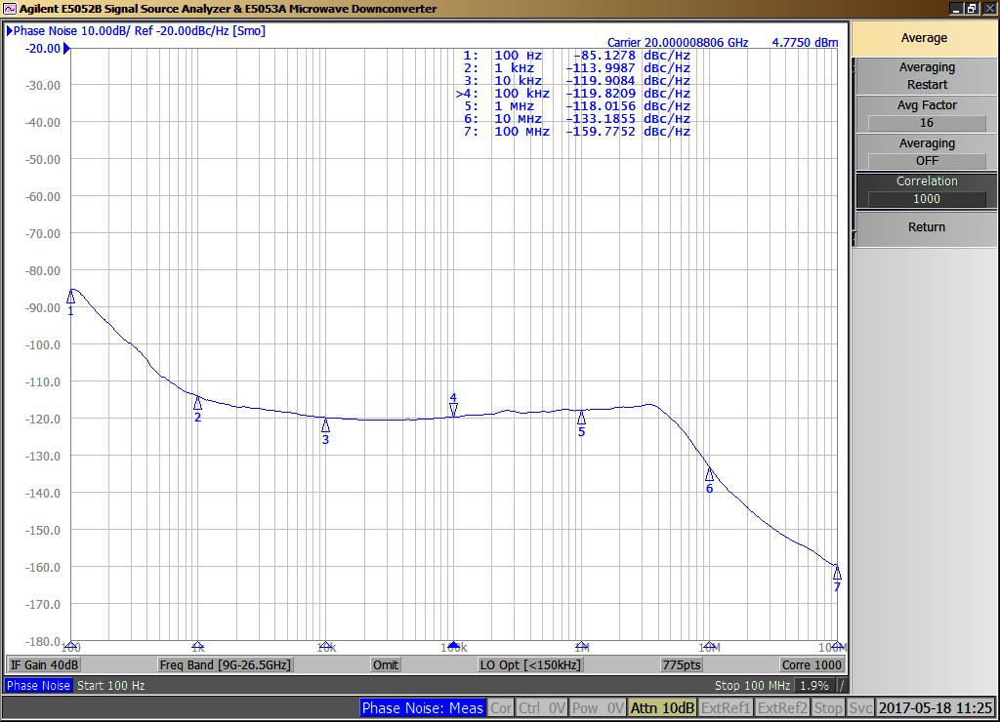 Agilent E5052B Signal Source Analyzer & E5053A Microwave Downconverter
Phase Noise 10.00dB/ Ref -20.00dBc/Hz [Smo]
Carrier 20.000008806 GHz 4.7750 dBm
1: 100 Hz -85.1278 dBc/Hz
2: 1 kHz -113.9987 dBc/Hz
3: 10 kHz -119.9084 dBc/Hz
>4: 100 kHz -119.8209 dBc/Hz
5: 1 MHz -118.0156 dBc/Hz
6: 10 MHz -133.1855 dBc/Hz
7: 100 MHz -159.7752 dBc/Hz
-20.00
-30.00
-40.00
-50.00
-60.00
-70.00
-80.00
-90.00
-100.0
-110.0
-120.0
-130.0
-140.0
-150.0
-160.0
-170.0
-180.0
1
2
3
4
5
6
7
100 1k 10k 100k 1M 10M 100M
IF Gain 40dB Freq Band [9G-26.5GHz] Omit LO Opt [<150kHz] 775pts Corre 1000
Phase Noise Start 100 Hz Stop 100 MHz 1.9% /
Phase Noise: Meas Cor Ctrl 0V Pow 0V Attn 10dB ExtRef1 ExtRef2 Stop Svc 2017-05-18 11:25
Average
Averaging
Restart
Avg Factor
16
Averaging
OFF
Correlation
1000
Return